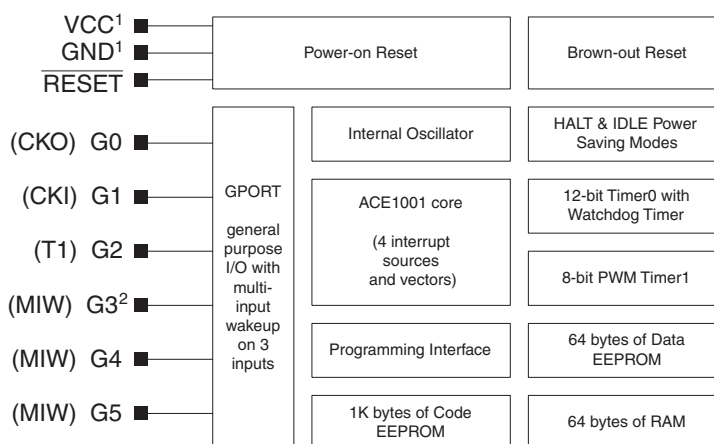 VCC¹
GND¹
RESET
Power-on Reset
Brown-out Reset
(CKO) G0
(CKI) G1
(T1) G2
(MIW) G3²
(MIW) G4
(MIW) G5
GPORT
general
purpose
I/O with
multi-
input
wakeup
on 3
inputs
Internal Oscillator
HALT & IDLE Power
Saving Modes
ACE1001 core
(4 interrupt
sources
and vectors)
12-bit Timer0 with
Watchdog Timer
8-bit PWM Timer1
Programming Interface
64 bytes of Data
EEPROM
1K bytes of Code
EEPROM
64 bytes of RAM